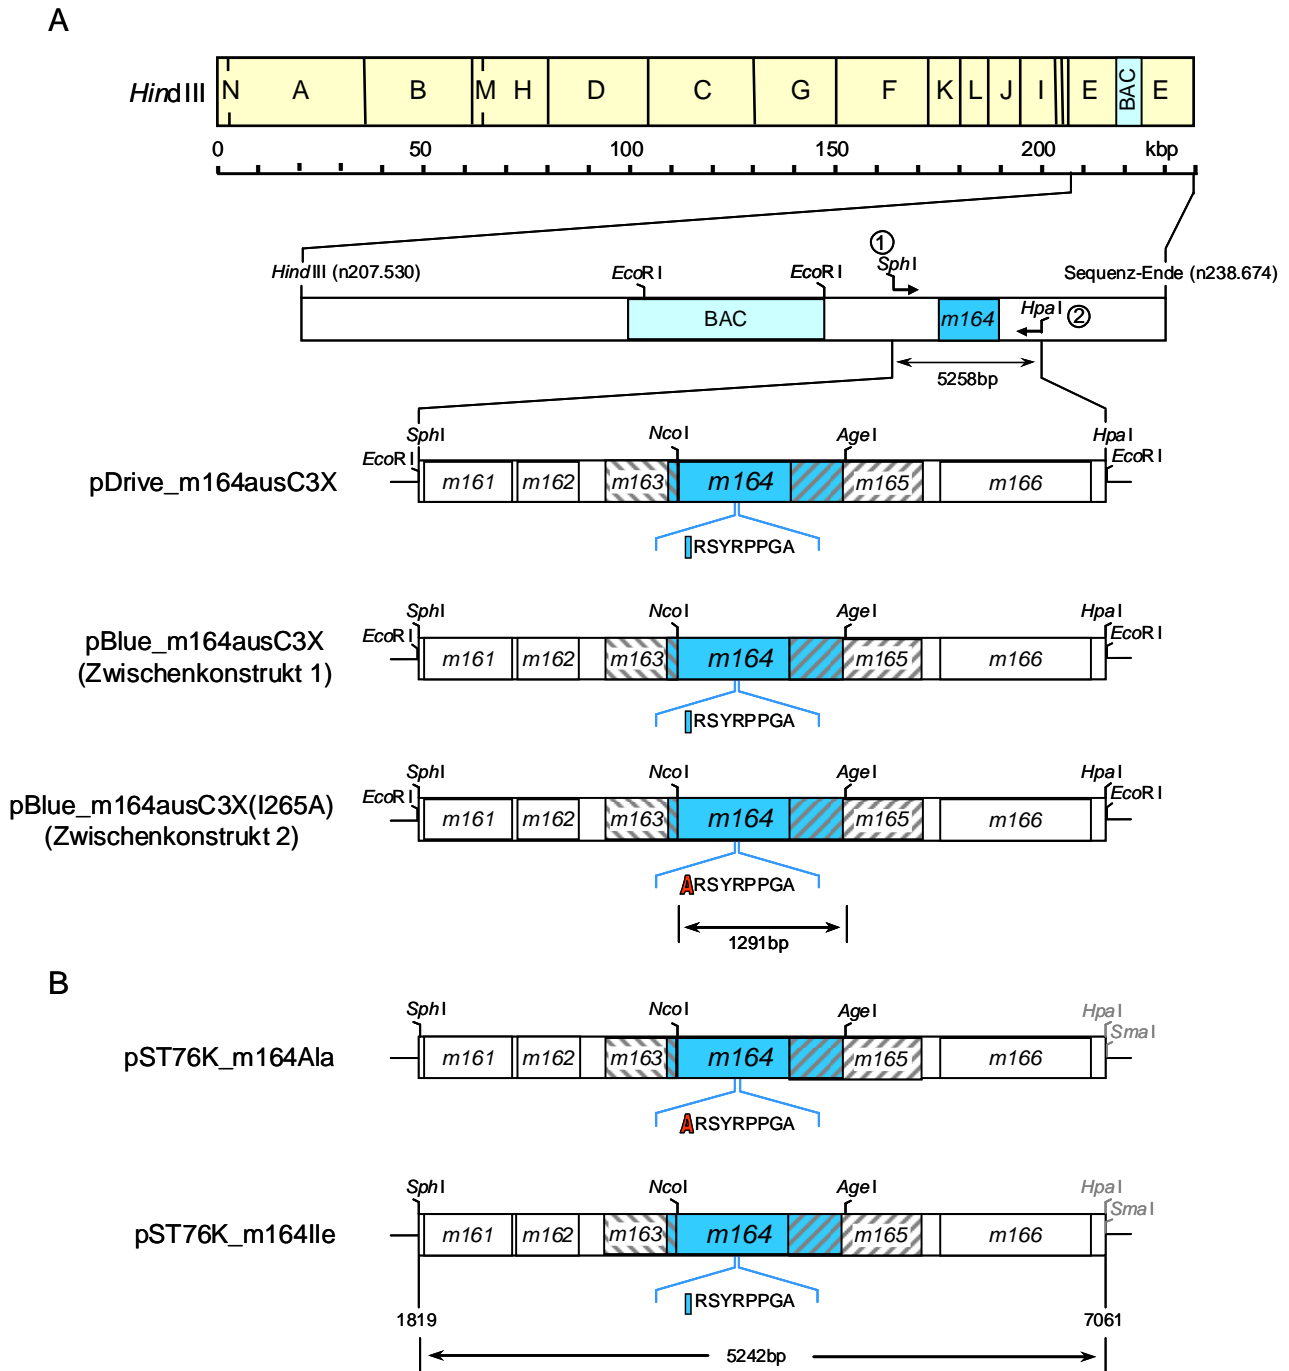 A
HindIII N A B M H D C G F K L J I E BAC E
0 50 100 150 200 kbp
1
HindIII (n207.530) EcoRI EcoRI SphI Sequenz-Ende (n238.674)
BAC m164 HpaI 2
5258bp
SphI NcoI AgeI HpaI
EcoRI EcoRI
pDrive_m164ausC3X m161 m162 m163 m164 m165 m166
IRSYRPPGA
SphI NcoI AgeI HpaI
EcoRI EcoRI
pBlue_m164ausC3X
(Zwischenkonstrukt 1)
m161 m162 m163 m164 m165 m166
IRSYRPPGA
SphI NcoI AgeI HpaI
EcoRI EcoRI
pBlue_m164ausC3X(I265A)
(Zwischenkonstrukt 2)
m161 m162 m163 m164 m165 m166
ARSYRPPGA
1291bp
B
SphI NcoI AgeI HpaI
SmaI
pST76K_m164Ala m161 m162 m163 m164 m165 m166
ARSYRPPGA
SphI NcoI AgeI HpaI
SmaI
pST76K_m164Ile m161 m162 m163 m164 m165 m166
IRSYRPPGA
1819 7061
5242bp